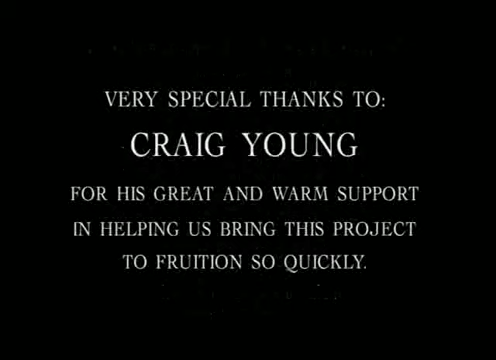 VERY SPECIAL THANKS TO:
CRAIG YOUNG
FOR HIS GREAT AND WARM SUPPORT
IN HELPING US BRING THIS PROJECT
TO FRUITION SO QUICKLY.